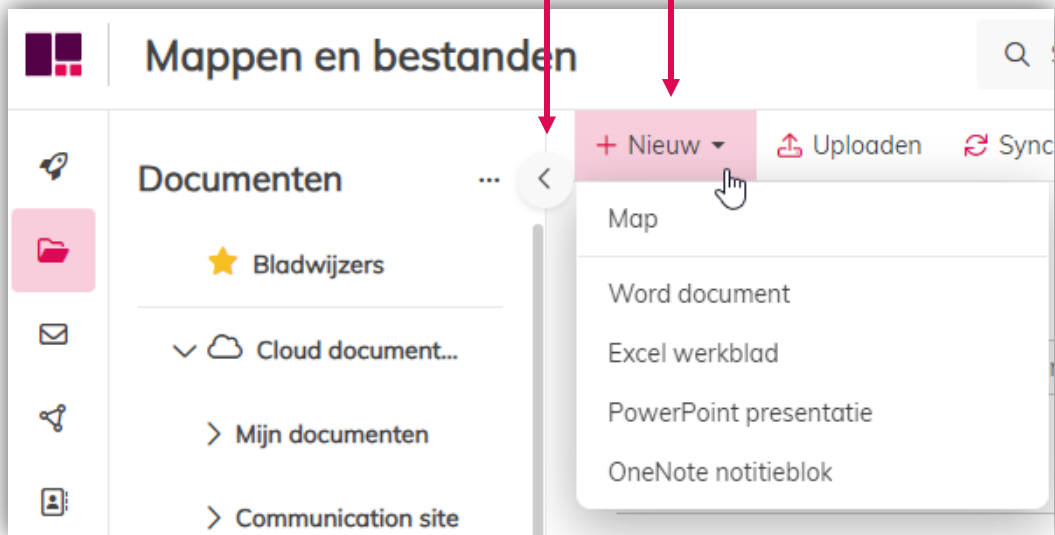 Mappen en bestanden
+ Nieuw
Uploaden
Sync
Documenten ...
Map
Bladwijzers
Word document
Cloud document...
Excel werkblad
PowerPoint presentatie
Mijn documenten
OneNote notitieblok
Communication site